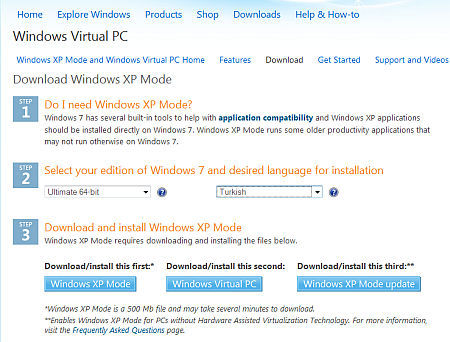 Home Explore Windows Products Shop Downloads Help & How-to
Windows Virtual PC
Windows XP Mode and Windows Virtual PC Home Features Download Get Started Support and Videos
Download Windows XP Mode
STEP
1
Do I need Windows XP Mode?
Windows 7 has several built-in tools to help with application compatibility and Windows XP applications
should be installed directly on Windows 7. Windows XP Mode runs some older productivity applications that
may not run otherwise on Windows 7.
STEP
2
Select your edition of Windows 7 and desired language for installation
Ultimate 64-bit ? Turkish ?
STEP
3
Download and install Windows XP Mode
Windows XP Mode requires downloading and installing the files below.
Download/install this first:* Download/install this second: Download/install this third:**
Windows XP Mode Windows Virtual PC Windows XP Mode update
*Windows XP Mode is a 500 Mb file and may take several minutes to download.
**Enables Windows XP Mode for PCs without Hardware Assisted Virtualization Technology. For more information,
visit the Frequently Asked Questions page.